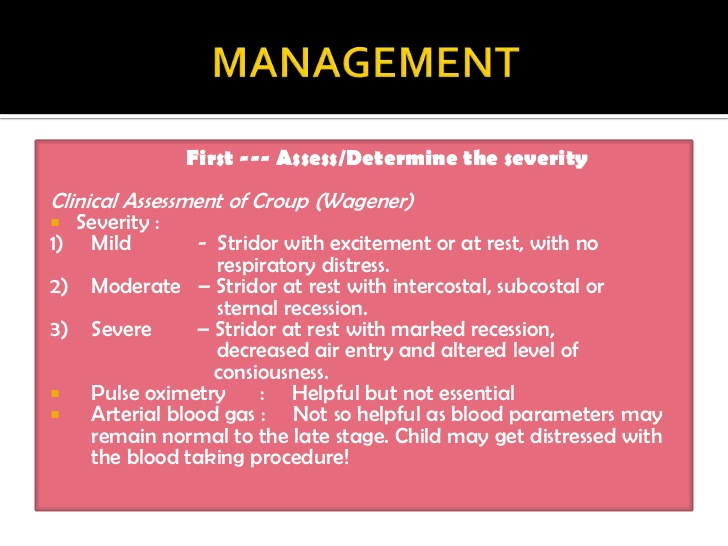 MANAGEMENT
First --- Assess/Determine the severity
Clinical Assessment of Croup (Wagener)
▪ Severity :
1) Mild - Stridor with excitement or at rest, with no
respiratory distress.
2) Moderate – Stridor at rest with intercostal, subcostal or
sternal recession.
3) Severe – Stridor at rest with marked recession,
decreased air entry and altered level of
consiousness.
▪ Pulse oximetry : Helpful but not essential
▪ Arterial blood gas : Not so helpful as blood parameters may
remain normal to the late stage. Child may get distressed with
the blood taking procedure!